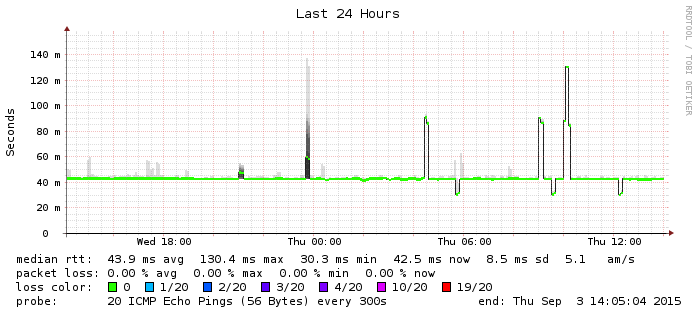 Last 24 Hours
RRDTOOL / TOBI OETIKER
Seconds
140 m
120 m
100 m
80 m
60 m
40 m
20 m
0
Wed 18:00 Thu 00:00 Thu 06:00 Thu 12:00
median rtt: 43.9 ms avg 130.4 ms max 30.3 ms min 42.5 ms now 8.5 ms sd 5.1 am/s
packet loss: 0.00 % avg 0.00 % max 0.00 % min 0.00 % now
loss color: 0 1/20 2/20 3/20 4/20 10/20 19/20
probe: 20 ICMP Echo Pings (56 Bytes) every 300s end: Thu Sep 3 14:05:04 2015